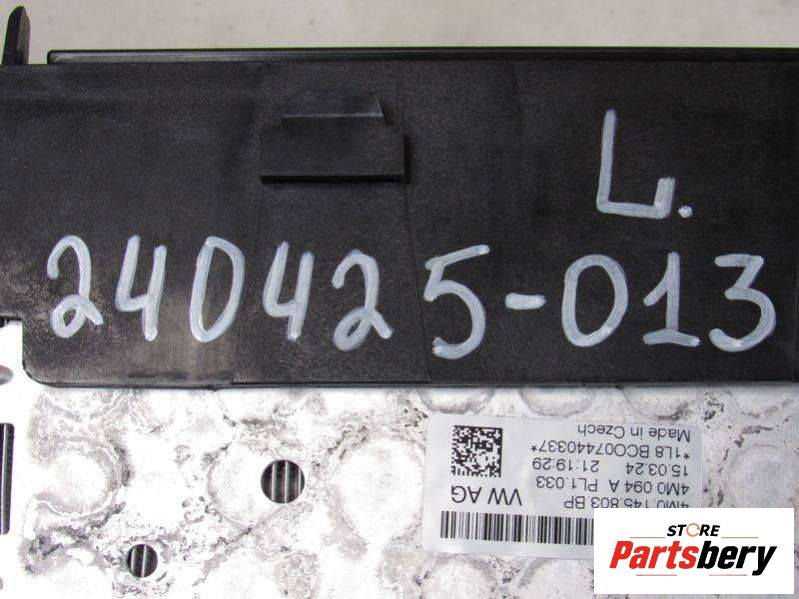 L.
240425-013
4M0.145.803.BP
4M0 094 A PL1.033
15.03.24 21:19:29
*1L8 BC007440337*
Made in Czech
VW AG
STORE
Partsbery